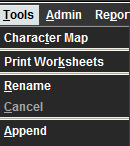 Tools Admin Repor
Character Map
Print Worksheets
Rename
Cancel
Append